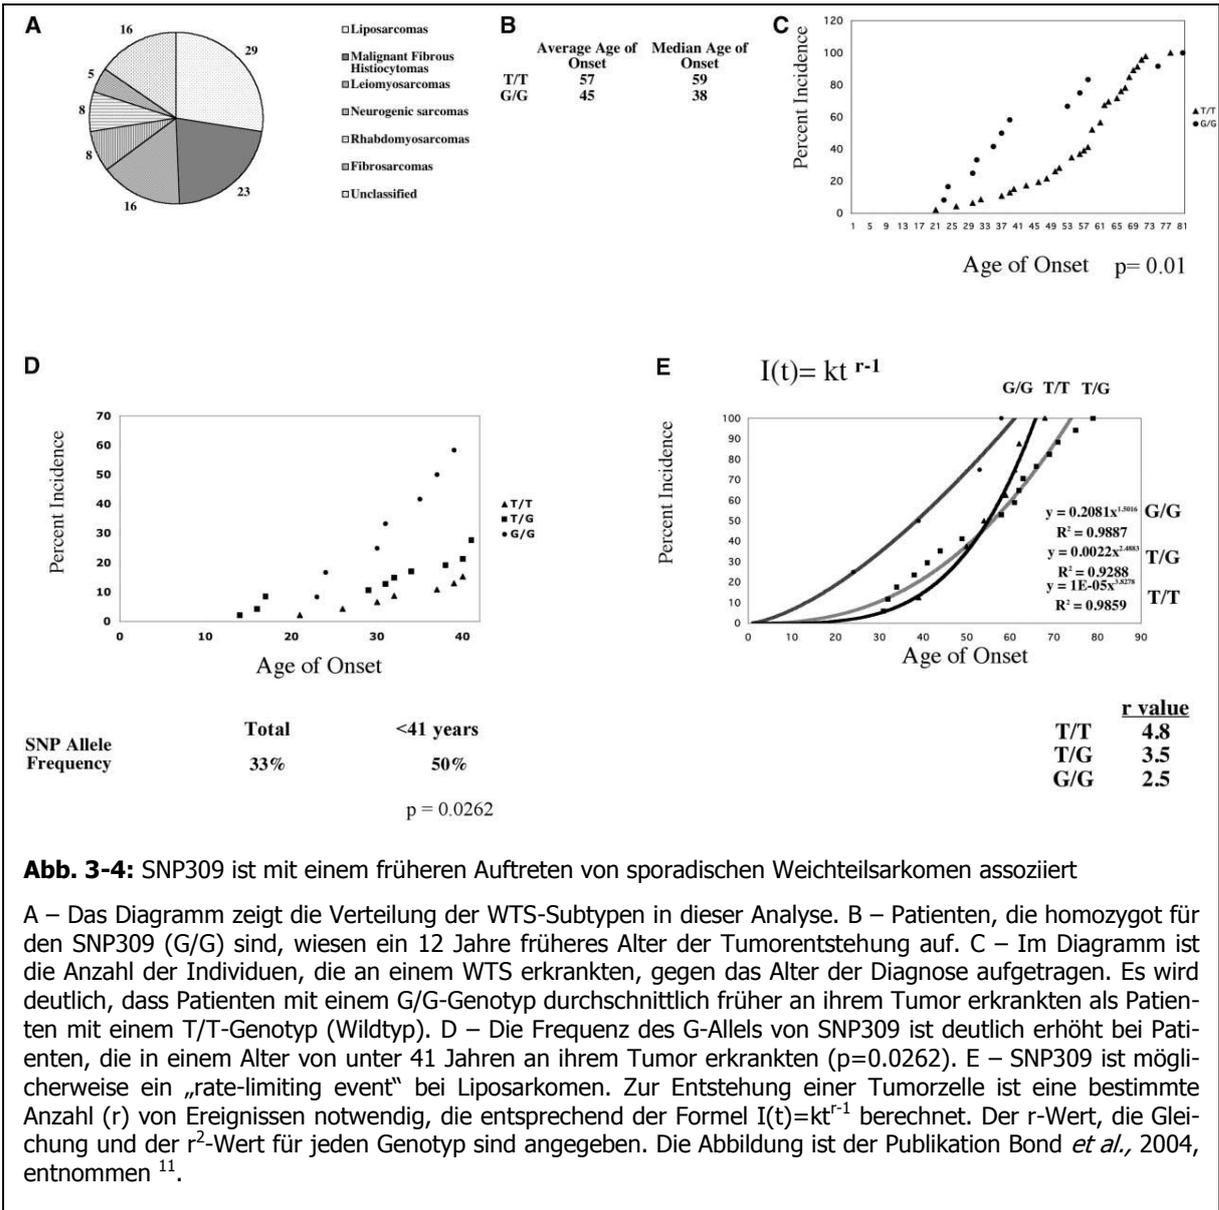 A
16
29
5
8
8
16
23
Liposarcomas
Malignant Fibrous
Histiocytomas
Leiomyosarcomas
Neurogenic sarcomas
Rhabdomyosarcomas
Fibrosarcomas
Unclassified
B
Average Age of Median Age of
Onset Onset
T/T 57 59
G/G 45 38
C
Percent Incidence
120
100
80
60
40
20
0
1 5 9 13 17 21 25 29 33 37 41 45 49 53 57 61 65 69 73 77 81
T/T
G/G
Age of Onset p= 0.01
D
Percent Incidence
70
60
50
40
30
20
10
0
0 10 20 30 40
T/T
T/G
G/G
Age of Onset
Total <41 years
SNP Allele
Frequency 33% 50%
p = 0.0262
E
I(t)= kt r-1
G/G T/T T/G
Percent Incidence
100
90
80
70
60
50
40
30
20
10
0
0 10 20 30 40 50 60 70 80 90
y = 0.2081x1.5016 G/G
R2 = 0.9887
y = 0.0022x2.4883 T/G
R2 = 0.9288
y = 1E-05x3.8278 T/T
R2 = 0.9859
Age of Onset
r value
T/T 4.8
T/G 3.5
G/G 2.5
Abb. 3-4: SNP309 ist mit einem früheren Auftreten von sporadischen Weichteilsarkomen assoziiert
A – Das Diagramm zeigt die Verteilung der WTS-Subtypen in dieser Analyse. B – Patienten, die homozygot für
den SNP309 (G/G) sind, wiesen ein 12 Jahre früheres Alter der Tumorentstehung auf. C – Im Diagramm ist
die Anzahl der Individuen, die an einem WTS erkrankten, gegen das Alter der Diagnose aufgetragen. Es wird
deutlich, dass Patienten mit einem G/G-Genotyp durchschnittlich früher an ihrem Tumor erkrankten als Patien-
ten mit einem T/T-Genotyp (Wildtyp). D – Die Frequenz des G-Allels von SNP309 ist deutlich erhöht bei Pati-
enten, die in einem Alter von unter 41 Jahren an ihrem Tumor erkrankten (p=0.0262). E – SNP309 ist mögli-
cherweise ein „rate-limiting event“ bei Liposarkomen. Zur Entstehung einer Tumorzelle ist eine bestimmte
Anzahl (r) von Ereignissen notwendig, die entsprechend der Formel I(t)=ktr-1 berechnet. Der r-Wert, die Glei-
chung und der r2-Wert für jeden Genotyp sind angegeben. Die Abbildung ist der Publikation Bond et al., 2004,
entnommen 11.